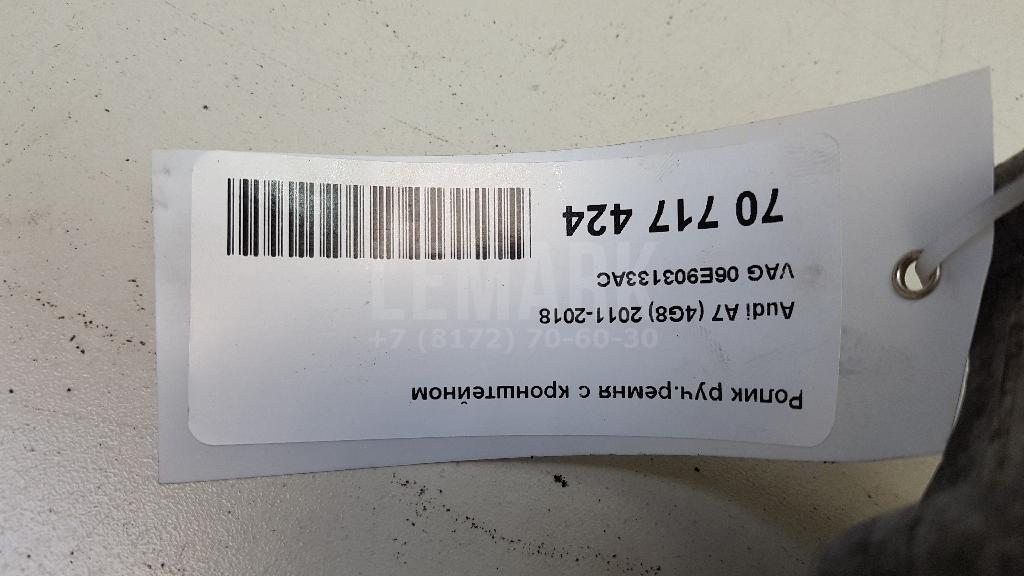 Ролик руч.ремня с кронштейном
Audi A7 (4G8) 2011-2018
VAG 06E903133AC
70 717 424
LEMARK
+7 (8172) 70-60-30